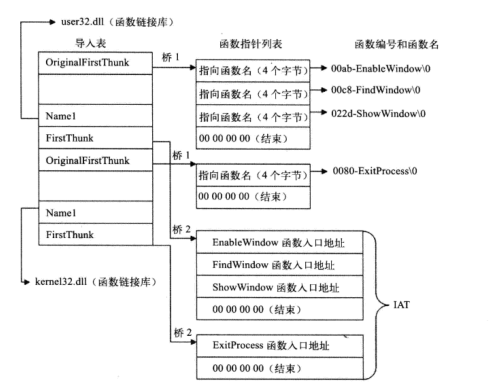 user32.dll（函数链接库）
导入表
函数指针列表
函数编号和函数名
OriginalFirstThunk
桥 1
指向函数名（4 个字节）
00ab-EnableWindow\0
指向函数名（4 个字节）
00c8-FindWindow\0
Name1
指向函数名（4 个字节）
022d-ShowWindow\0
FirstThunk
00 00 00 00（结束）
OriginalFirstThunk
桥 1
指向函数名（4 个字节）
0080-ExitProcess\0
00 00 00 00（结束）
Name1
FirstThunk
桥 2
EnableWindow 函数入口地址
FindWindow 函数入口地址
kernel32.dll（函数链接库）
ShowWindow 函数入口地址
00 00 00 00（结束）
IAT
桥 2
ExitProcess 函数入口地址
00 00 00 00（结束）